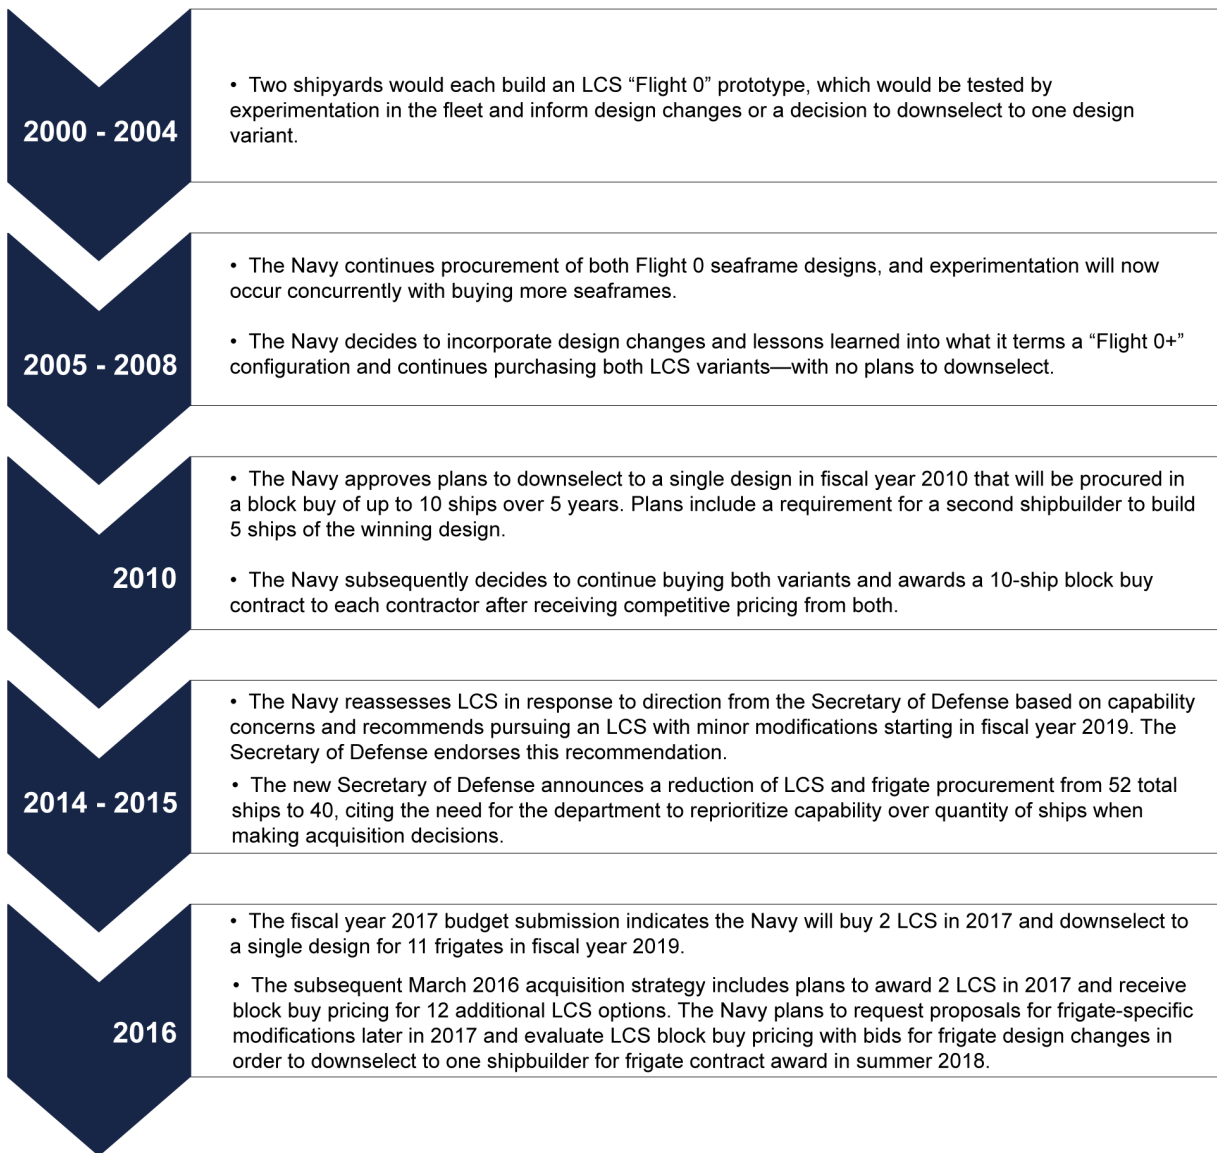 2000 - 2004
• Two shipyards would each build an LCS “Flight 0” prototype, which would be tested by
experimentation in the fleet and inform design changes or a decision to downselect to one design
variant.
2005 - 2008
• The Navy continues procurement of both Flight 0 seaframe designs, and experimentation will now
occur concurrently with buying more seaframes.
• The Navy decides to incorporate design changes and lessons learned into what it terms a “Flight 0+”
configuration and continues purchasing both LCS variants—with no plans to downselect.
2010
• The Navy approves plans to downselect to a single design in fiscal year 2010 that will be procured in
a block buy of up to 10 ships over 5 years. Plans include a requirement for a second shipbuilder to build
5 ships of the winning design.
• The Navy subsequently decides to continue buying both variants and awards a 10-ship block buy
contract to each contractor after receiving competitive pricing from both.
2014 - 2015
• The Navy reassesses LCS in response to direction from the Secretary of Defense based on capability
concerns and recommends pursuing an LCS with minor modifications starting in fiscal year 2019. The
Secretary of Defense endorses this recommendation.
• The new Secretary of Defense announces a reduction of LCS and frigate procurement from 52 total
ships to 40, citing the need for the department to reprioritize capability over quantity of ships when
making acquisition decisions.
2016
• The fiscal year 2017 budget submission indicates the Navy will buy 2 LCS in 2017 and downselect to
a single design for 11 frigates in fiscal year 2019.
• The subsequent March 2016 acquisition strategy includes plans to award 2 LCS in 2017 and receive
block buy pricing for 12 additional LCS options. The Navy plans to request proposals for frigate-specific
modifications later in 2017 and evaluate LCS block buy pricing with bids for frigate design changes in
order to downselect to one shipbuilder for frigate contract award in summer 2018.